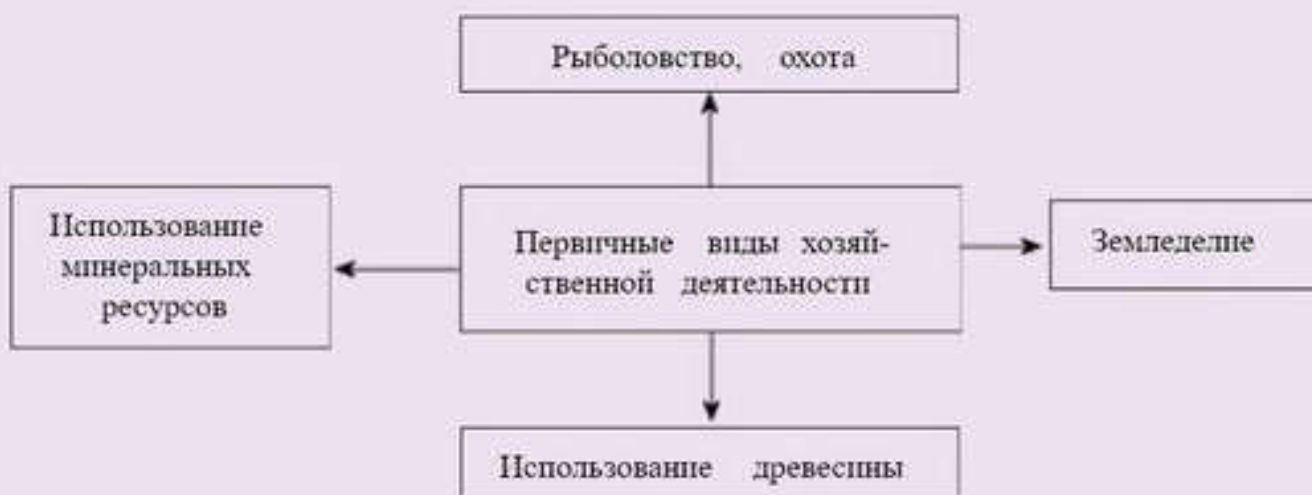 Рыболовство, охота
Использование
минеральных
ресурсов
Первичные виды хозяй-
ственной деятельности
Земледелие
Использование древесины